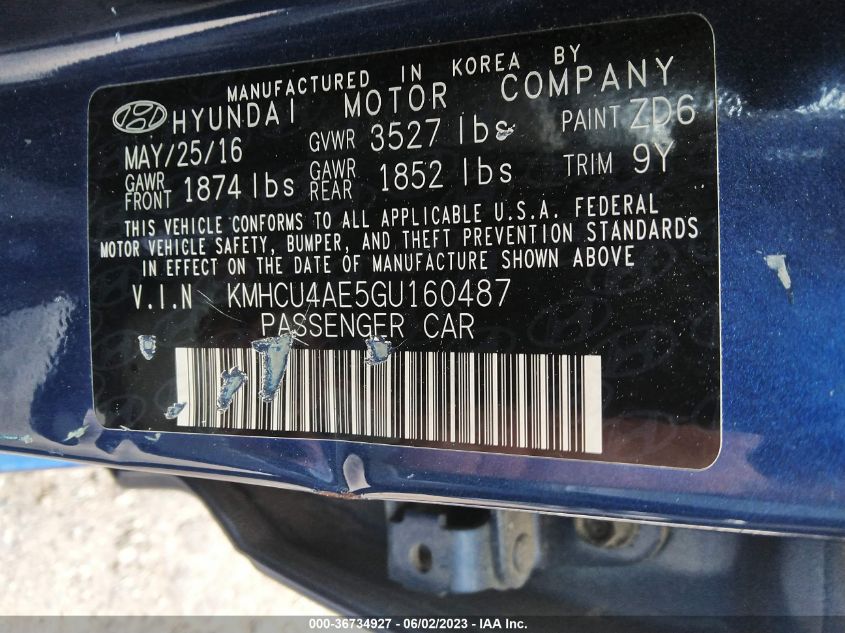 MANUFACTURED IN KOREA BY
HYUNDAI MOTOR COMPANY
MAY/25/16 GVWR 3527 lbs PAINT ZD6
GAWR FRONT 1874 lbs GAWR REAR 1852 lbs TRIM 9Y
THIS VEHICLE CONFORMS TO ALL APPLICABLE U.S.A. FEDERAL
MOTOR VEHICLE SAFETY, BUMPER, AND THEFT PREVENTION STANDARDS
IN EFFECT ON THE DATE OF MANUFACTURE SHOWN ABOVE
V.I.N KMHCU4AE5GU160487
PASSENGER CAR
000-36734927 - 06/02/2023 - IAA Inc.